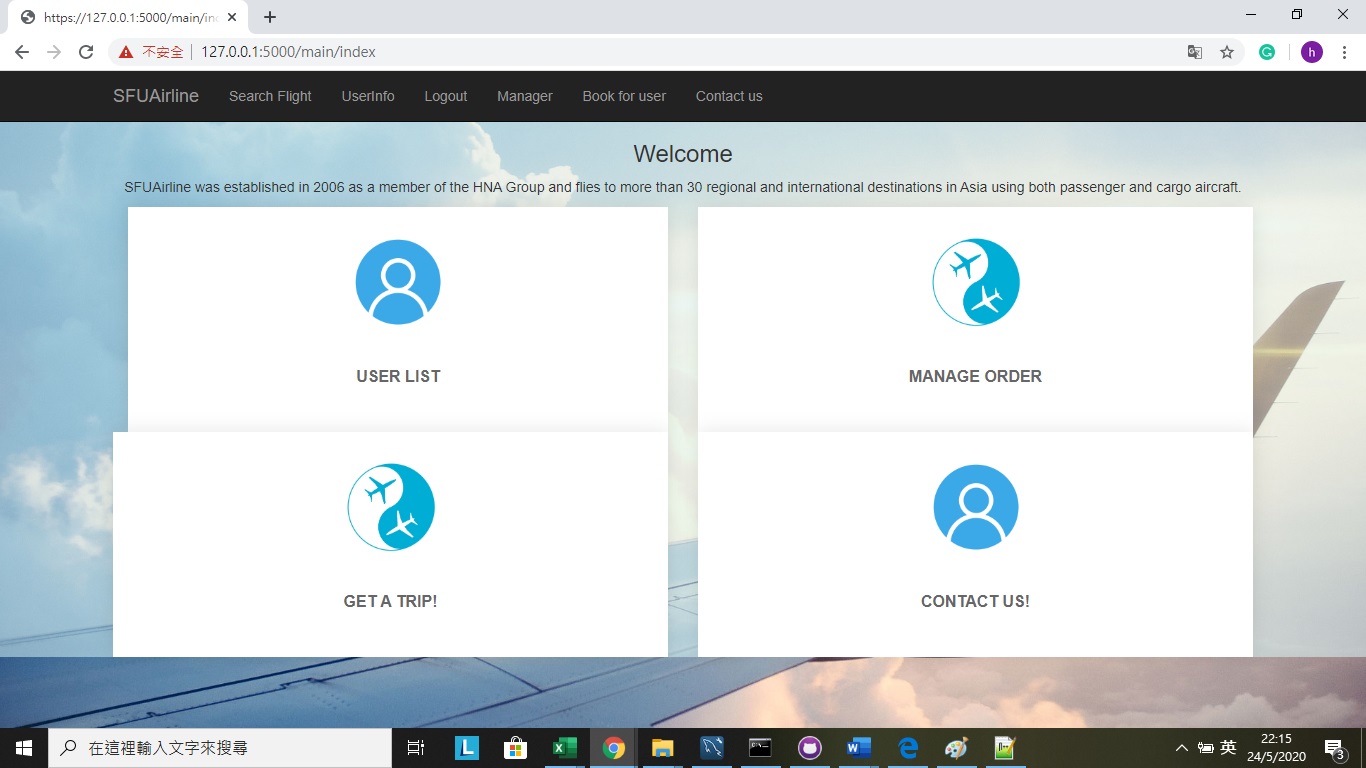 https://127.0.0.1:5000/main/in
不安全 127.0.0.1:5000/main/index
h
SFUAirline Search Flight UserInfo Logout Manager Book for user Contact us
Welcome
SFUAirline was established in 2006 as a member of the HNA Group and flies to more than 30 regional and international destinations in Asia using both passenger and cargo aircraft.
USER LIST MANAGE ORDER
GET A TRIP! CONTACT US!
在這裡輸入文字來搜尋
L
英
22:15
24/5/2020
3